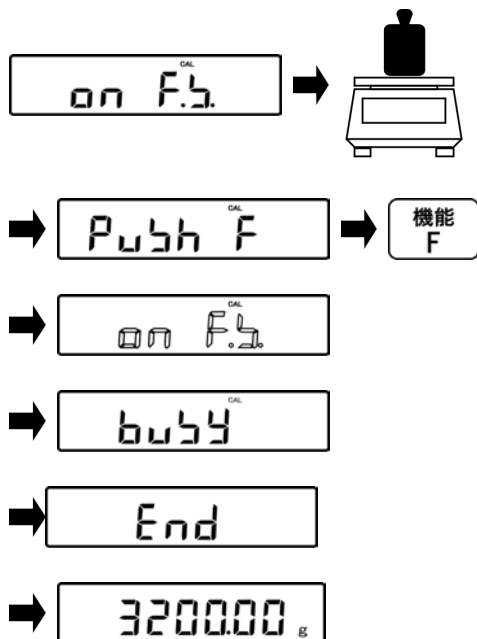 CAL
on F.S.
CAL
PuSh F
機能
F
CAL
on F.S.
CAL
buSY
End
3200.00 g